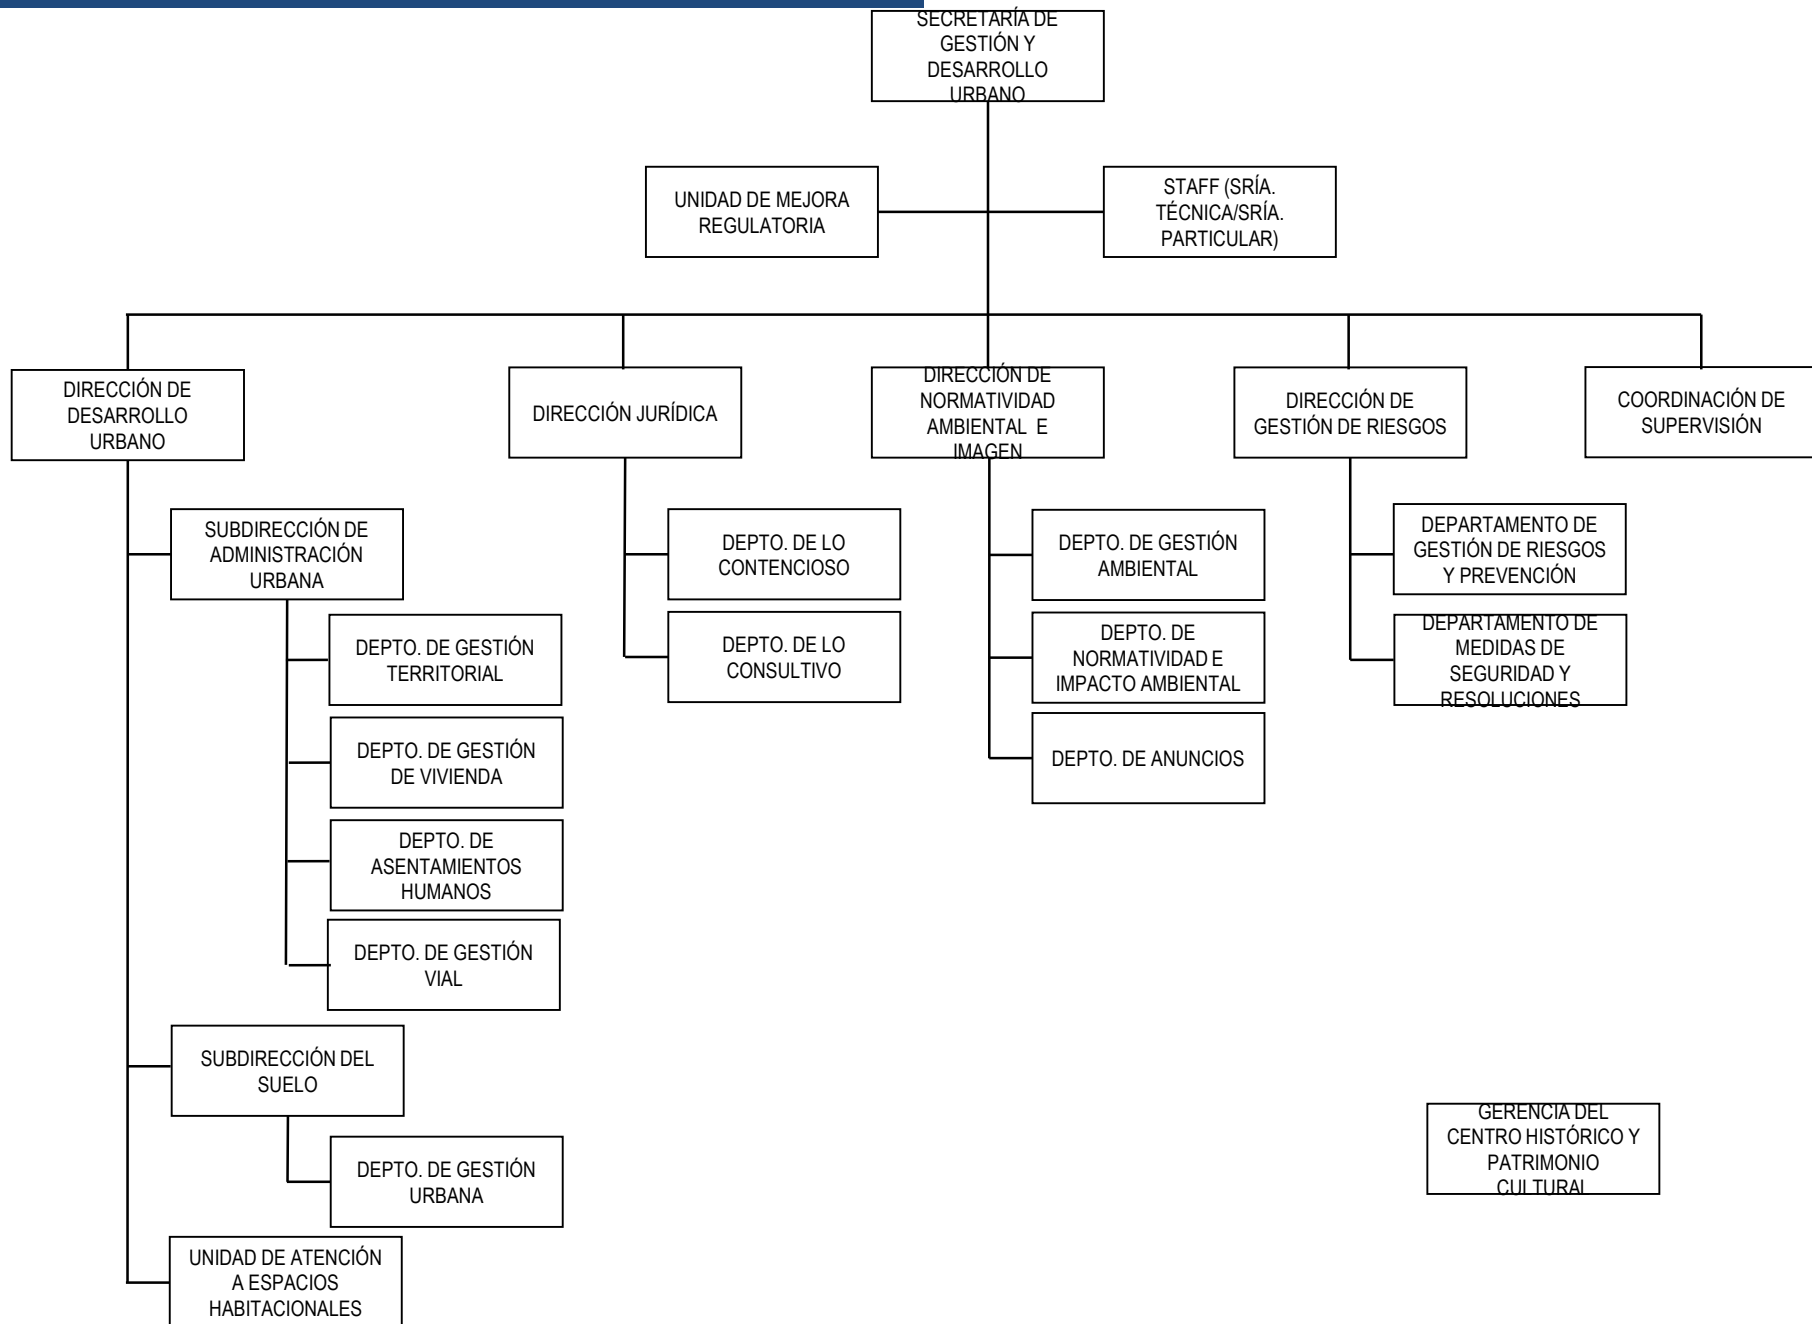 SECRETARÍA DE
GESTIÓN Y
DESARROLLO
URBANO
UNIDAD DE MEJORA
REGULATORIA
STAFF (SRÍA.
TÉCNICA/SRÍA.
PARTICULAR)
DIRECCIÓN DE
DESARROLLO
URBANO
DIRECCIÓN JURÍDICA
DIRECCIÓN DE
NORMATIVIDAD
AMBIENTAL E
IMAGEN
DIRECCIÓN DE
GESTIÓN DE RIESGOS
COORDINACIÓN DE
SUPERVISIÓN
SUBDIRECCIÓN DE
ADMINISTRACIÓN
URBANA
DEPTO. DE GESTIÓN
TERRITORIAL
DEPTO. DE GESTIÓN
DE VIVIENDA
DEPTO. DE
ASENTAMIENTOS
HUMANOS
DEPTO. DE GESTIÓN
VIAL
SUBDIRECCIÓN DEL
SUELO
DEPTO. DE GESTIÓN
URBANA
UNIDAD DE ATENCIÓN
A ESPACIOS
HABITACIONALES
DEPTO. DE LO
CONTENCIOSO
DEPTO. DE LO
CONSULTIVO
DEPTO. DE GESTIÓN
AMBIENTAL
DEPTO. DE
NORMATIVIDAD E
IMPACTO AMBIENTAL
DEPTO. DE ANUNCIOS
DEPARTAMENTO DE
GESTIÓN DE RIESGOS
Y PREVENCIÓN
DEPARTAMENTO DE
MEDIDAS DE
SEGURIDAD Y
RESOLUCIONES
GERENCIA DEL
CENTRO HISTÓRICO Y
PATRIMONIO
CULTURAL